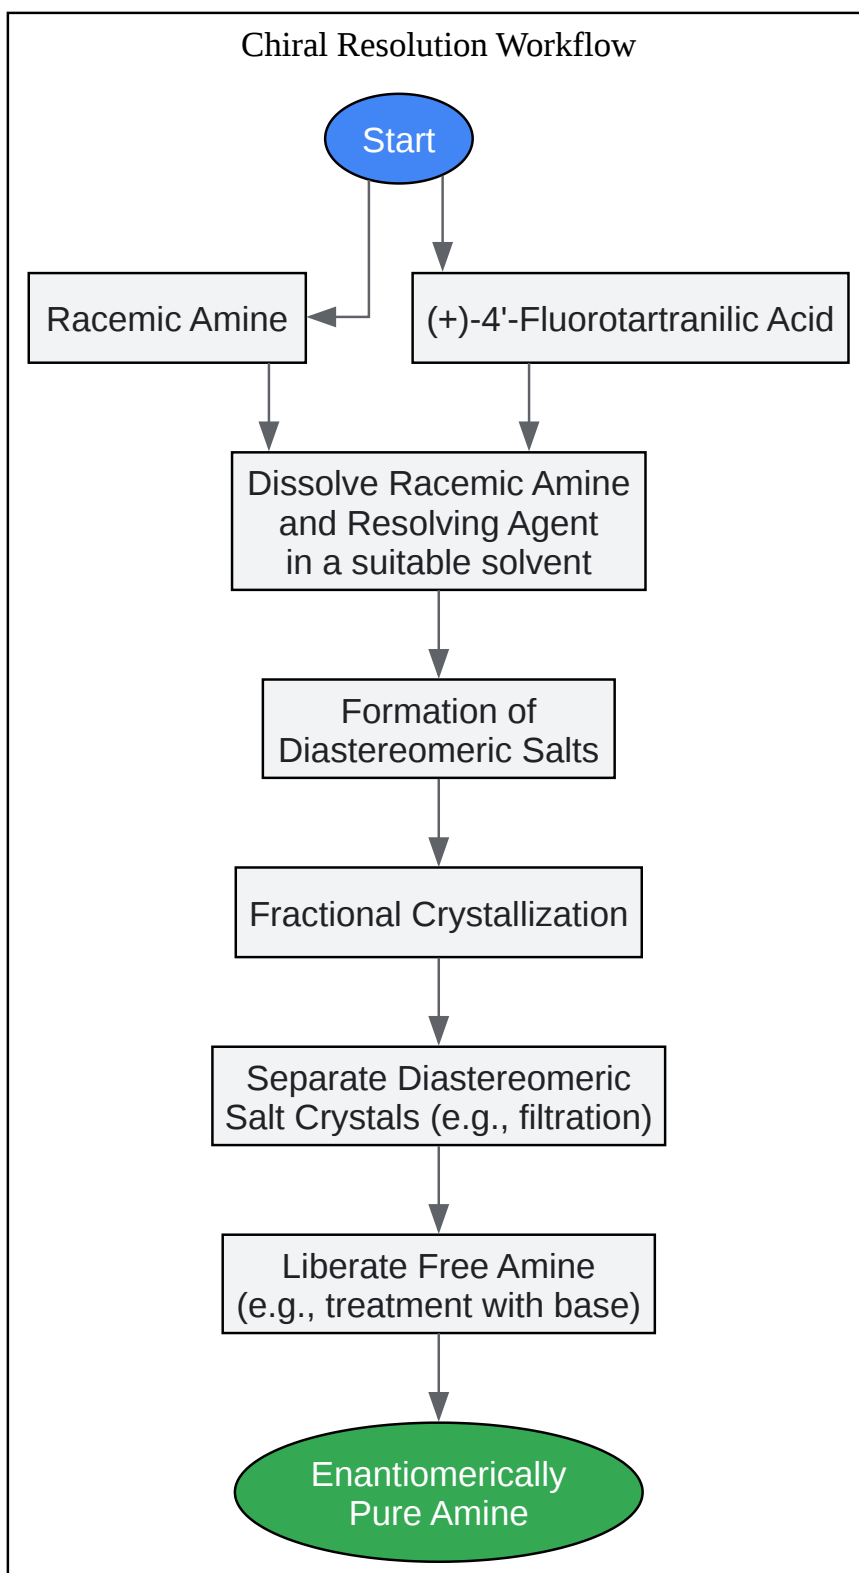 Chiral Resolution Workflow
Start
Racemic Amine
(+)-4'-Fluorotartranilic Acid
Dissolve Racemic Amine
and Resolving Agent
in a suitable solvent
Formation of
Diastereomeric Salts
Fractional Crystallization
Separate Diastereomeric
Salt Crystals (e.g., filtration)
Liberate Free Amine
(e.g., treatment with base)
Enantiomerically
Pure Amine